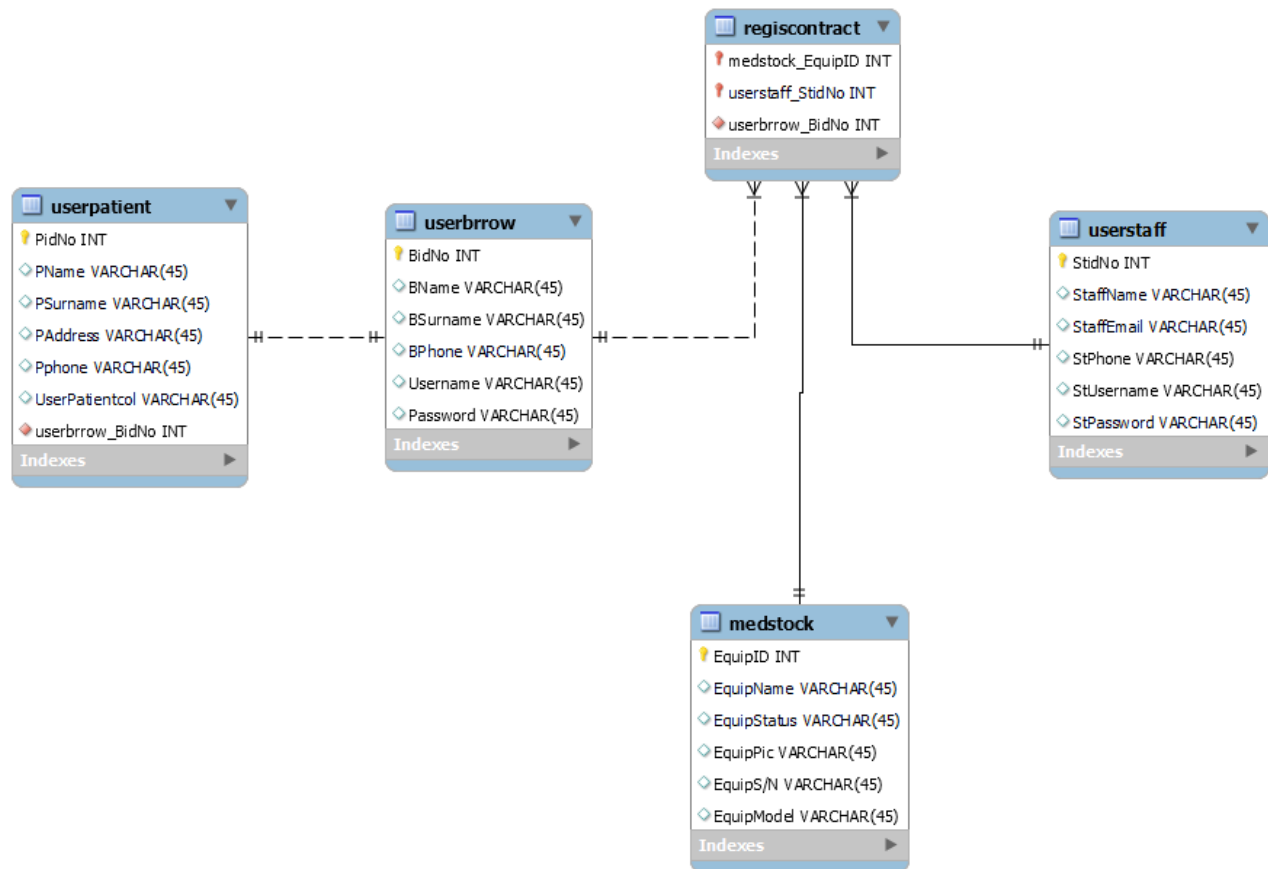 regiscontract
medstock_EquipID INT
userstaff_StidNo INT
userbrrow_BidNo INT
Indexes
userpatient
PidNo INT
PName VARCHAR(45)
PSurname VARCHAR(45)
PAddress VARCHAR(45)
Pphone VARCHAR(45)
UserPatientcol VARCHAR(45)
userbrrow_BidNo INT
Indexes
userbrrow
BidNo INT
BName VARCHAR(45)
BSurname VARCHAR(45)
BPhone VARCHAR(45)
Username VARCHAR(45)
Password VARCHAR(45)
Indexes
userstaff
StidNo INT
StaffName VARCHAR(45)
StaffEmail VARCHAR(45)
StPhone VARCHAR(45)
StUsername VARCHAR(45)
StPassword VARCHAR(45)
Indexes
medstock
EquipID INT
EquipName VARCHAR(45)
EquipStatus VARCHAR(45)
EquipPic VARCHAR(45)
EquipS/N VARCHAR(45)
EquipModel VARCHAR(45)
Indexes